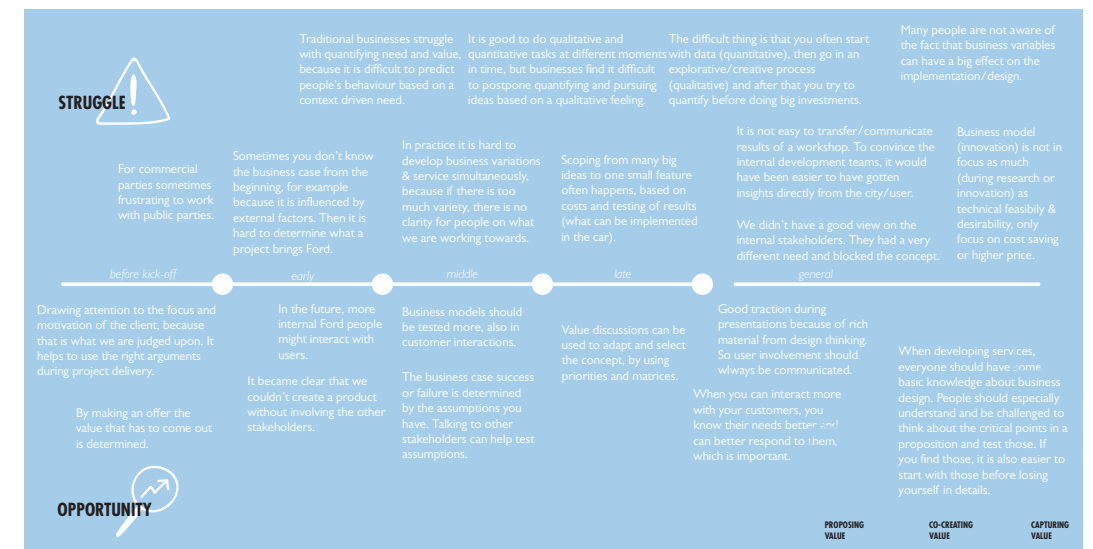 Traditional businesses struggle
with quantifying need and value,
because it is difficult to predict
people's behaviour based on a
context driven need.
It is good to do qualitative and
quantitative tasks at different moments
in time, but businesses find it difficult
to postpone quantifying and pursuing
ideas based on a qualitative feeling.
The difficult thing is that you often start
with data (quantitative), then go in an
explorative/creative process
(qualitative) and after that you try to
quantify before doing big investments.
Many people are not aware of
the fact that business variables
can have a big effect on the
implementation/design.
STRUGGLE
For commercial
parties sometimes
frustrating to work
with public parties.
Sometimes you don't know
the business case from the
beginning, for example
because it is influenced by
external factors. Then it is
hard to determine what a
project brings Ford.
In practice it is hard to
develop business variations
& service simultaneously,
because if there is too
much variety, there is no
clarity for people on what
we are working towards.
Scoping from many big
ideas to one small feature
often happens, based on
costs and testing of results
(what can be implemented
in the car).
It is not easy to transfer/communicate
results of a workshop. To convince the
internal development teams, it would
have been easier to have gotten
insights directly from the city/user.
We didn't have a good view on the
internal stakeholders. They had a very
different need and blocked the concept.
Business model
(innovation) is not in
focus as much
(during research or
innovation) as
technical feasibily &
desirability, only
focus on cost saving
or higher price.
before kick-off
early
middle
late
general
Drawing attention to the focus and
motivation of the client, because
that is what we are judged upon. It
helps to use the right arguments
during project delivery.
By making an offer the
value that has to come out
is determined.
In the future, more
internal Ford people
might interact with
users.
It became clear that we
couldn't create a product
without involving the other
stakeholders.
Business models should
be tested more, also in
customer interactions.
The business case success
or failure is determined
by the assumptions you
have. Talking to other
stakeholders can help test
assumptions.
Value discussions can be
used to adapt and select
the concept, by using
priorities and matrices.
Good traction during
presentations because of rich
material from design thinking.
So user involvement should
wlways be communicated.
When you can interact more
with your customers, you
know their needs better and
can better respond to them,
which is important.
When developing services,
everyone should have some
basic knowledge about business
design. People should especially
understand and be challenged to
think about the critical points in a
proposition and test those. If
you find those, it is also easier to
start with those before losing
yourself in details.
OPPORTUNITY
PROPOSING
VALUE
CO-CREATING
VALUE
CAPTURING
VALUE